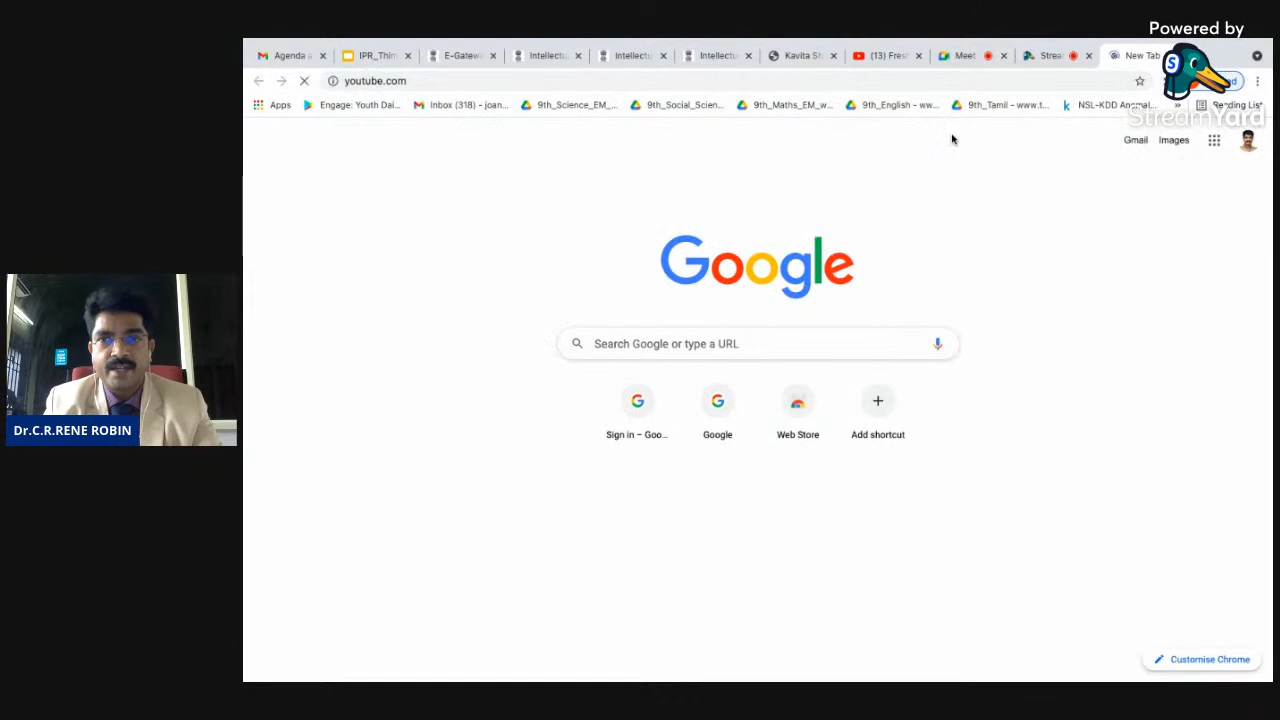 Powered by
StreamYard
Agenda a
IPR_Thin
E-Gatew
Intellectu
Intellectu
Intellectu
Kavita Sh
(13) Fres
Meet
Strea
New Tab
youtube.com
Apps
Engage: Youth Dai...
Inbox (318) - joan...
9th_Science_EM_...
9th_Social_Scien...
9th_Maths_EM_w...
9th_English - ww...
9th_Tamil - www.t...
NSL-KDD Anomal...
Reading List
Gmail
Images
Google
Search Google or type a URL
Sign in – Goo...
Google
Web Store
Add shortcut
Dr.C.R.RENE ROBIN
Customise Chrome